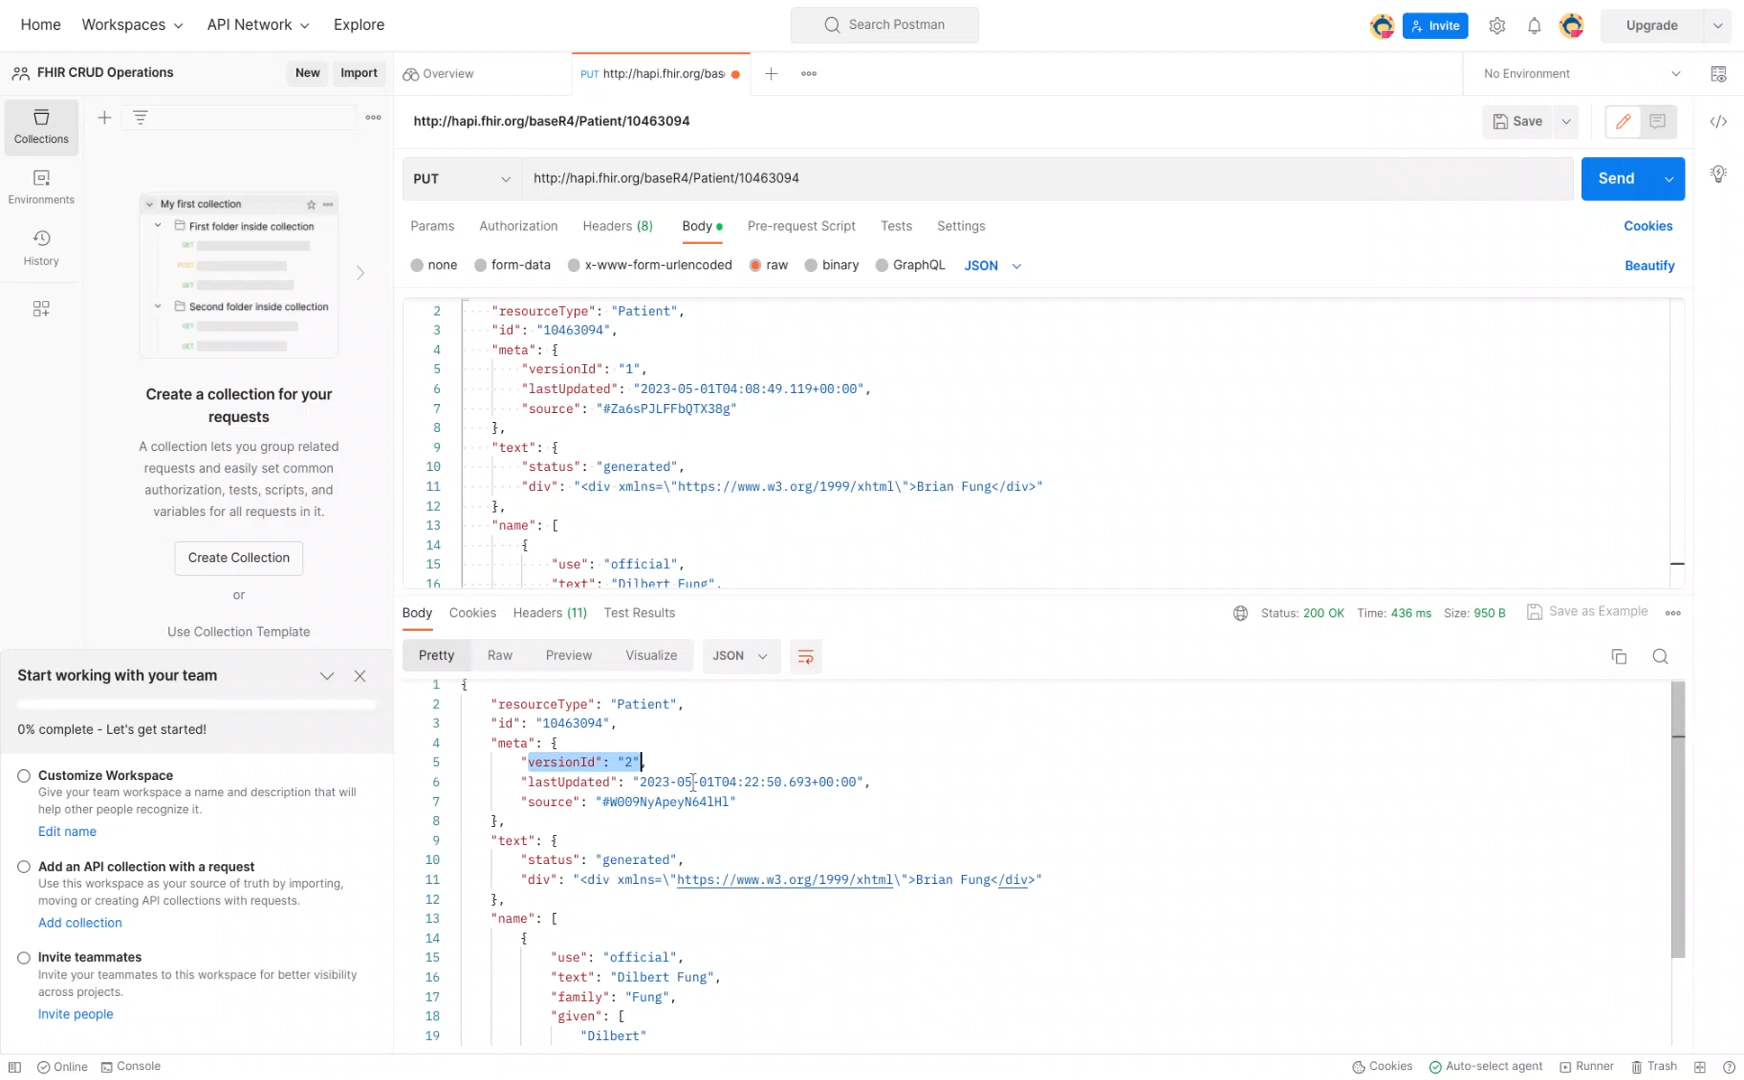 Home Workspaces API Network Explore Search Postman Invite Upgrade
FHIR CRUD Operations New Import Overview PUT http://hapi.fhir.org/bas No Environment
Collections
Environments
History
My first collection
First folder inside collection
GET
POST
GET
Second folder inside collection
GET
GET
Create a collection for your
requests
A collection lets you group related
requests and easily set common
authorization, tests, scripts, and
variables for all requests in it.
Create Collection
or
Use Collection Template
Start working with your team
0% complete - Let's get started!
Customize Workspace
Give your team workspace a name and description that will
help other people recognize it.
Edit name
Add an API collection with a request
Use this workspace as your source of truth by importing,
moving or creating API collections with requests.
Add collection
Invite teammates
Invite your teammates to this workspace for better visibility
across projects.
Invite people
http://hapi.fhir.org/baseR4/Patient/10463094 Save
PUT http://hapi.fhir.org/baseR4/Patient/10463094 Send
Params Authorization Headers (8) Body Pre-request Script Tests Settings Cookies
none form-data x-www-form-urlencoded raw binary GraphQL JSON Beautify
2 "resourceType": "Patient",
3 "id": "10463094",
4 "meta": {
5 "versionId": "1",
6 "lastUpdated": "2023-05-01T04:08:49.119+00:00",
7 "source": "#Za6sPJLFFbQTX38g"
8 },
9 "text": {
10 "status": "generated",
11 "div": "<div xmlns=\"https://www.w3.org/1999/xhtml\">Brian Fung</div>"
12 },
13 "name": [
14 {
15 "use": "official",
16 "text": "Dilbert Fung",
Body Cookies Headers (11) Test Results Status: 200 OK Time: 436 ms Size: 950 B Save as Example
Pretty Raw Preview Visualize JSON
1 {
2 "resourceType": "Patient",
3 "id": "10463094",
4 "meta": {
5 "versionId": "2",
6 "lastUpdated": "2023-05-01T04:22:50.693+00:00",
7 "source": "#W009NyApeyN64lHl"
8 },
9 "text": {
10 "status": "generated",
11 "div": "<div xmlns=\"https://www.w3.org/1999/xhtml\">Brian Fung</div>"
12 },
13 "name": [
14 {
15 "use": "official",
16 "text": "Dilbert Fung",
17 "family": "Fung",
18 "given": [
19 "Dilbert"
Online Console Cookies Auto-select agent Runner Trash